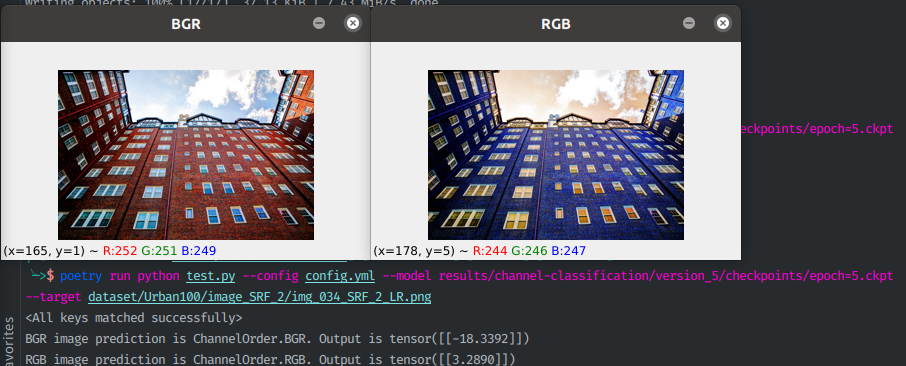 Writing objects: 100% (17/17), 37.13 KiB | 7.43 MiB/s, done.
BGR
RGB
(x=165, y=1) ~ R:252 G:251 B:249
(x=178, y=5) ~ R:244 G:246 B:247
checkpoints/epoch=5.ckpt
~>$ poetry run python test.py --config config.yml --model results/channel-classification/version_5/checkpoints/epoch=5.ckpt
--target dataset/Urban100/image_SRF_2/img_034_SRF_2_LR.png
<All keys matched successfully>
BGR image prediction is ChannelOrder.BGR. Output is tensor([[-18.3392]])
RGB image prediction is ChannelOrder.RGB. Output is tensor([[3.2890]])
avorites